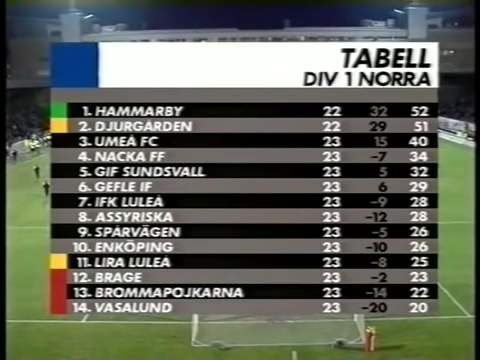 TABELL
DIV 1 NORRA
1. HAMMARBY 22 32 52
2. DJURGÅRDEN 22 29 51
3. UMEÅ FC 23 15 40
4. NACKA FF 23 -7 34
5. GIF SUNDSVALL 23 5 32
6. GEFLE IF 23 6 29
7. IFK LULEÅ 23 -9 28
8. ASSYRISKA 23 -12 28
9. SPÅRVÄGEN 23 -5 26
10. ENKÖPING 23 -10 26
11. LIRA LULEÅ 23 -8 25
12. BRAGE 23 -2 23
13. BROMMAPOJKARNA 23 -14 22
14. VASALUND 23 -20 20